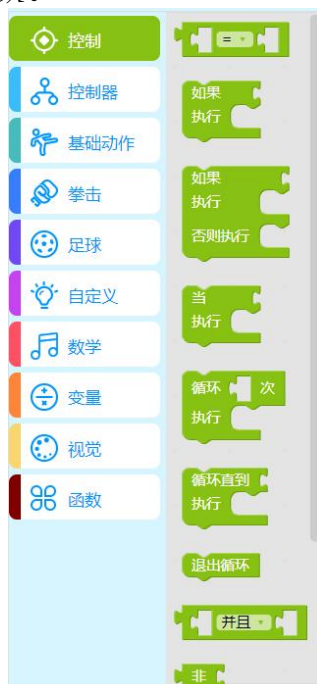 控制
控制器
基础动作
拳击
足球
自定义
数学
变量
视觉
函数
=
如果
执行
如果
执行
否则执行
当
执行
循环 次
执行
循环直到
执行
退出循环
并且
非